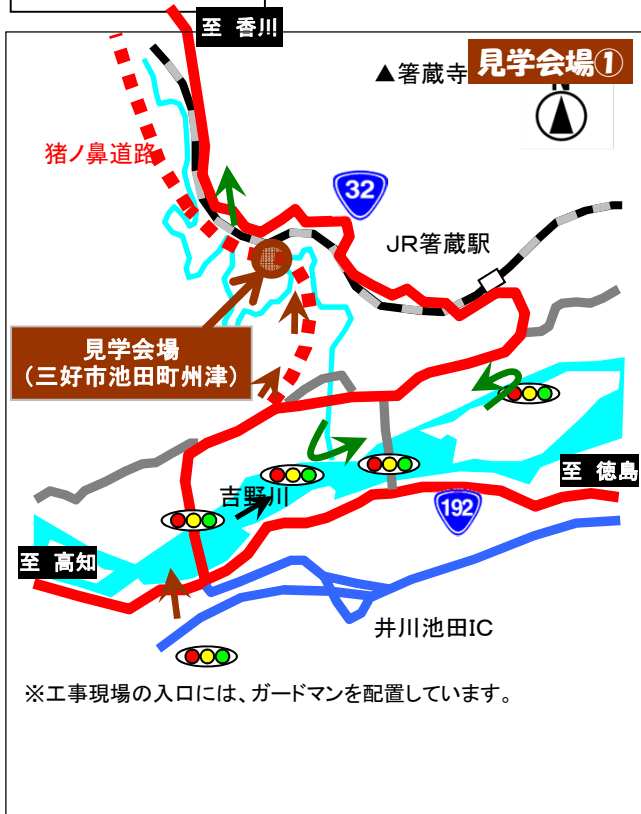 至 香川
見学会場①
▲箸蔵寺
N
猪ノ鼻道路
32
JR箸蔵駅
見学会場
(三好市池田町州津)
至 徳島
吉野川
192
至 高知
井川池田IC
※工事現場の入口には、ガードマンを配置しています。